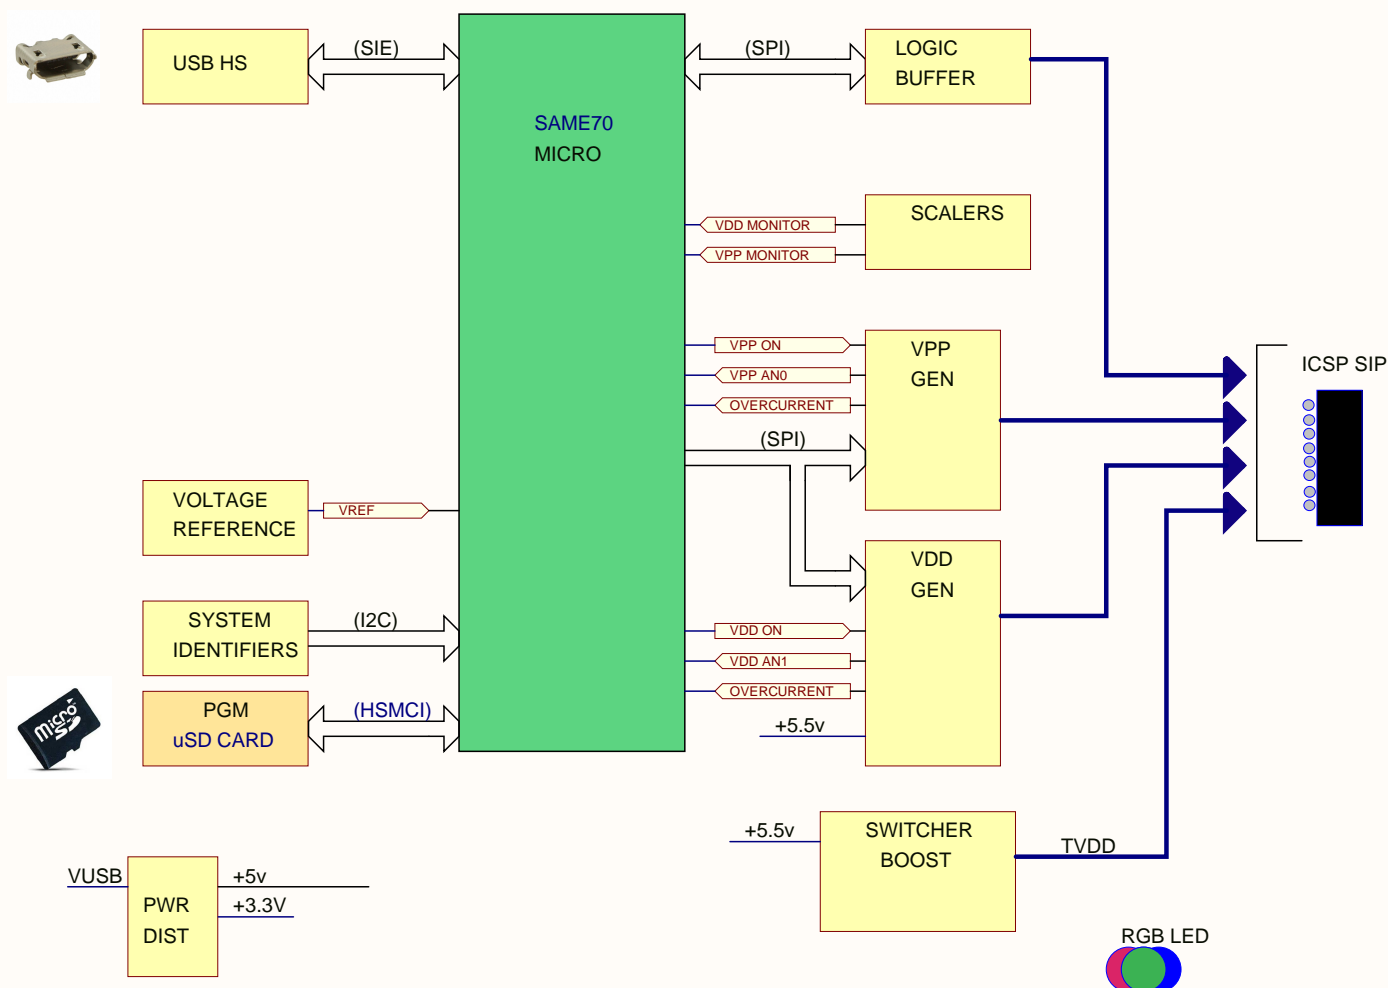 USB HS
(SIE)
SAME70
MICRO
(SPI)
LOGIC
BUFFER
SCALERS
VDD MONITOR
VPP MONITOR
VPP ON
VPP AN0
OVERCURRENT
(SPI)
VPP
GEN
ICSP SIP
VOLTAGE
REFERENCE
VREF
VDD
GEN
SYSTEM
IDENTIFIERS
(I2C)
VDD ON
VDD AN1
OVERCURRENT
+5.5v
Micro
SD
PGM
uSD CARD
(HSMCI)
+5.5v
SWITCHER
BOOST
TVDD
VUSB
PWR
DIST
+5v
+3.3V
RGB LED